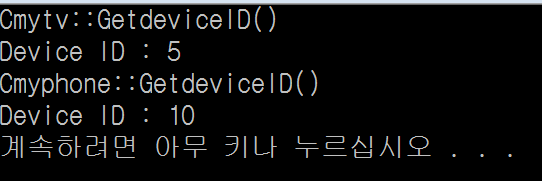 Cmytv::GetdeviceID()
Device ID : 5
Cmyphone::GetdeviceID()
Device ID : 10
계속하려면 아무 키나 누르십시오 . . .